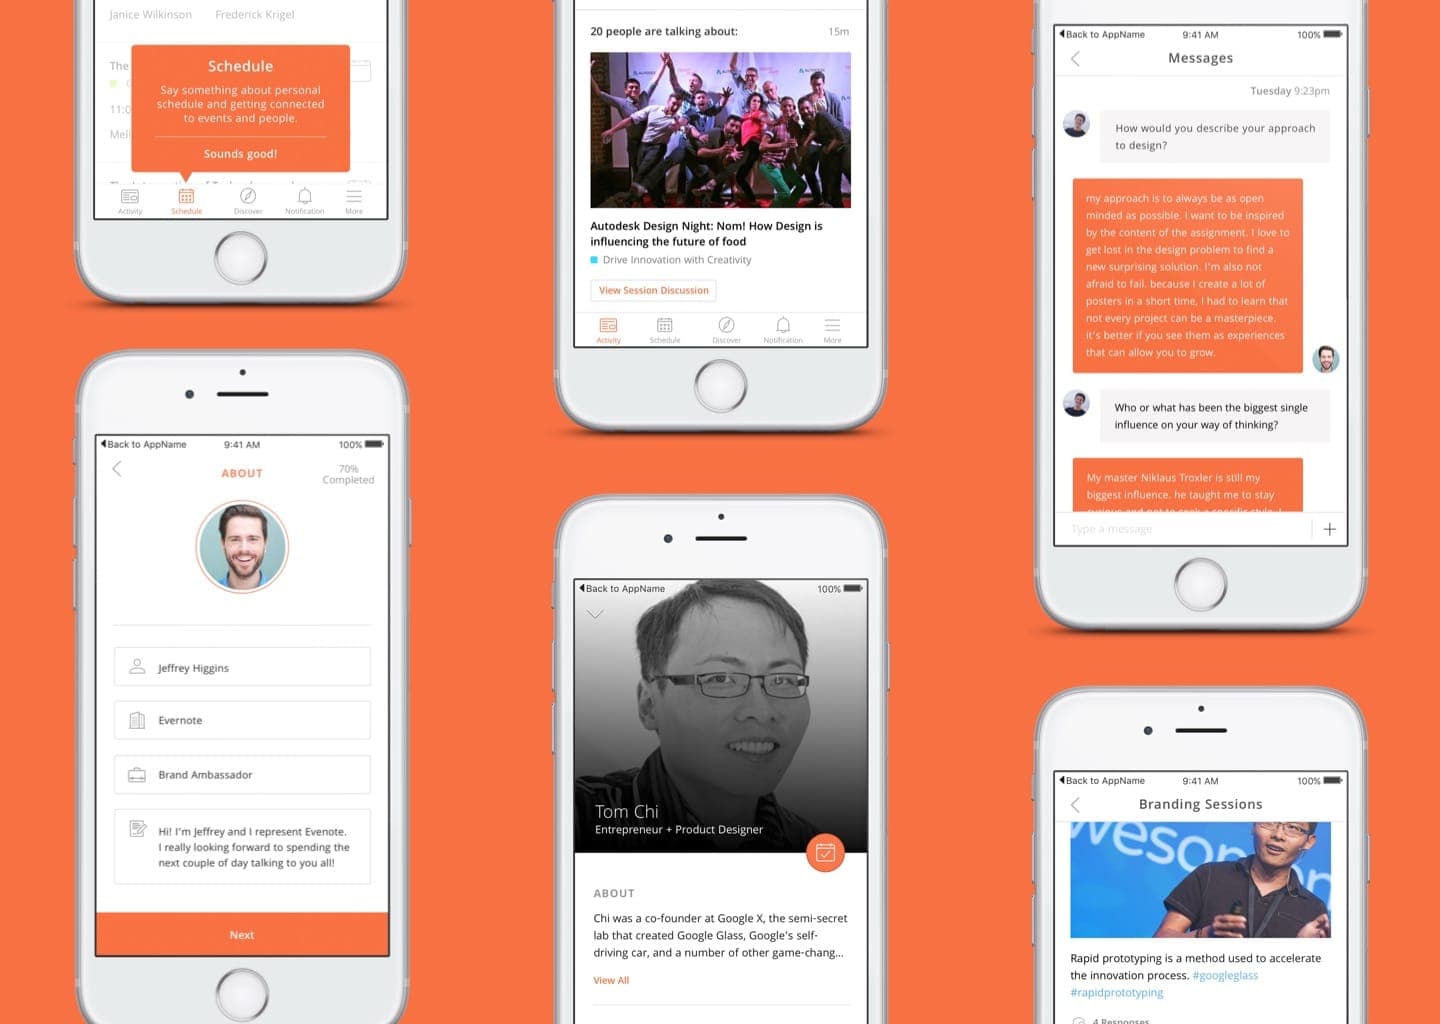 Janice Wilkinson Frederick Krigel
The
11:0
Meli
Schedule
Say something about personal
schedule and getting connected
to events and people.
Sounds good!
Activity Schedule Discover Notification More
Back to AppName 9:41 AM 100%
ABOUT
70%
Completed
Jeffrey Higgins
Evernote
Brand Ambassador
Hi! I'm Jeffrey and I represent Evenote.
I really looking forward to spending the
next couple of day talking to you all!
Next
20 people are talking about: 15m
Autodesk Design Night: Nom! How Design is
influencing the future of food
Drive Innovation with Creativity
View Session Discussion
Activity Schedule Discover Notification More
Back to AppName 100%
Tom Chi
Entrepreneur + Product Designer
ABOUT
Chi was a co-founder at Google X, the semi-secret
lab that created Google Glass, Google's self-
driving car, and a number of other game-chang...
View All
Back to AppName 9:41 AM 100%
Messages
Tuesday 9:23pm
How would you describe your approach
to design?
my approach is to always be as open
minded as possible. I want to be inspired
by the content of the assignment. I love to
get lost in the design problem to find a
new surprising solution. I'm also not
afraid to fail. because I create a lot of
posters in a short time, I had to learn that
not every project can be a masterpiece.
it's better if you see them as experiences
that can allow you to grow.
Who or what has been the biggest single
influence on your way of thinking?
My master Niklaus Troxler is still my
biggest influence. he taught me to stay
Type a message
Back to AppName 9:41 AM 100%
Branding Sessions
Rapid prototyping is a method used to accelerate
the innovation process. #googleglass
#rapidprototyping
4 Responses